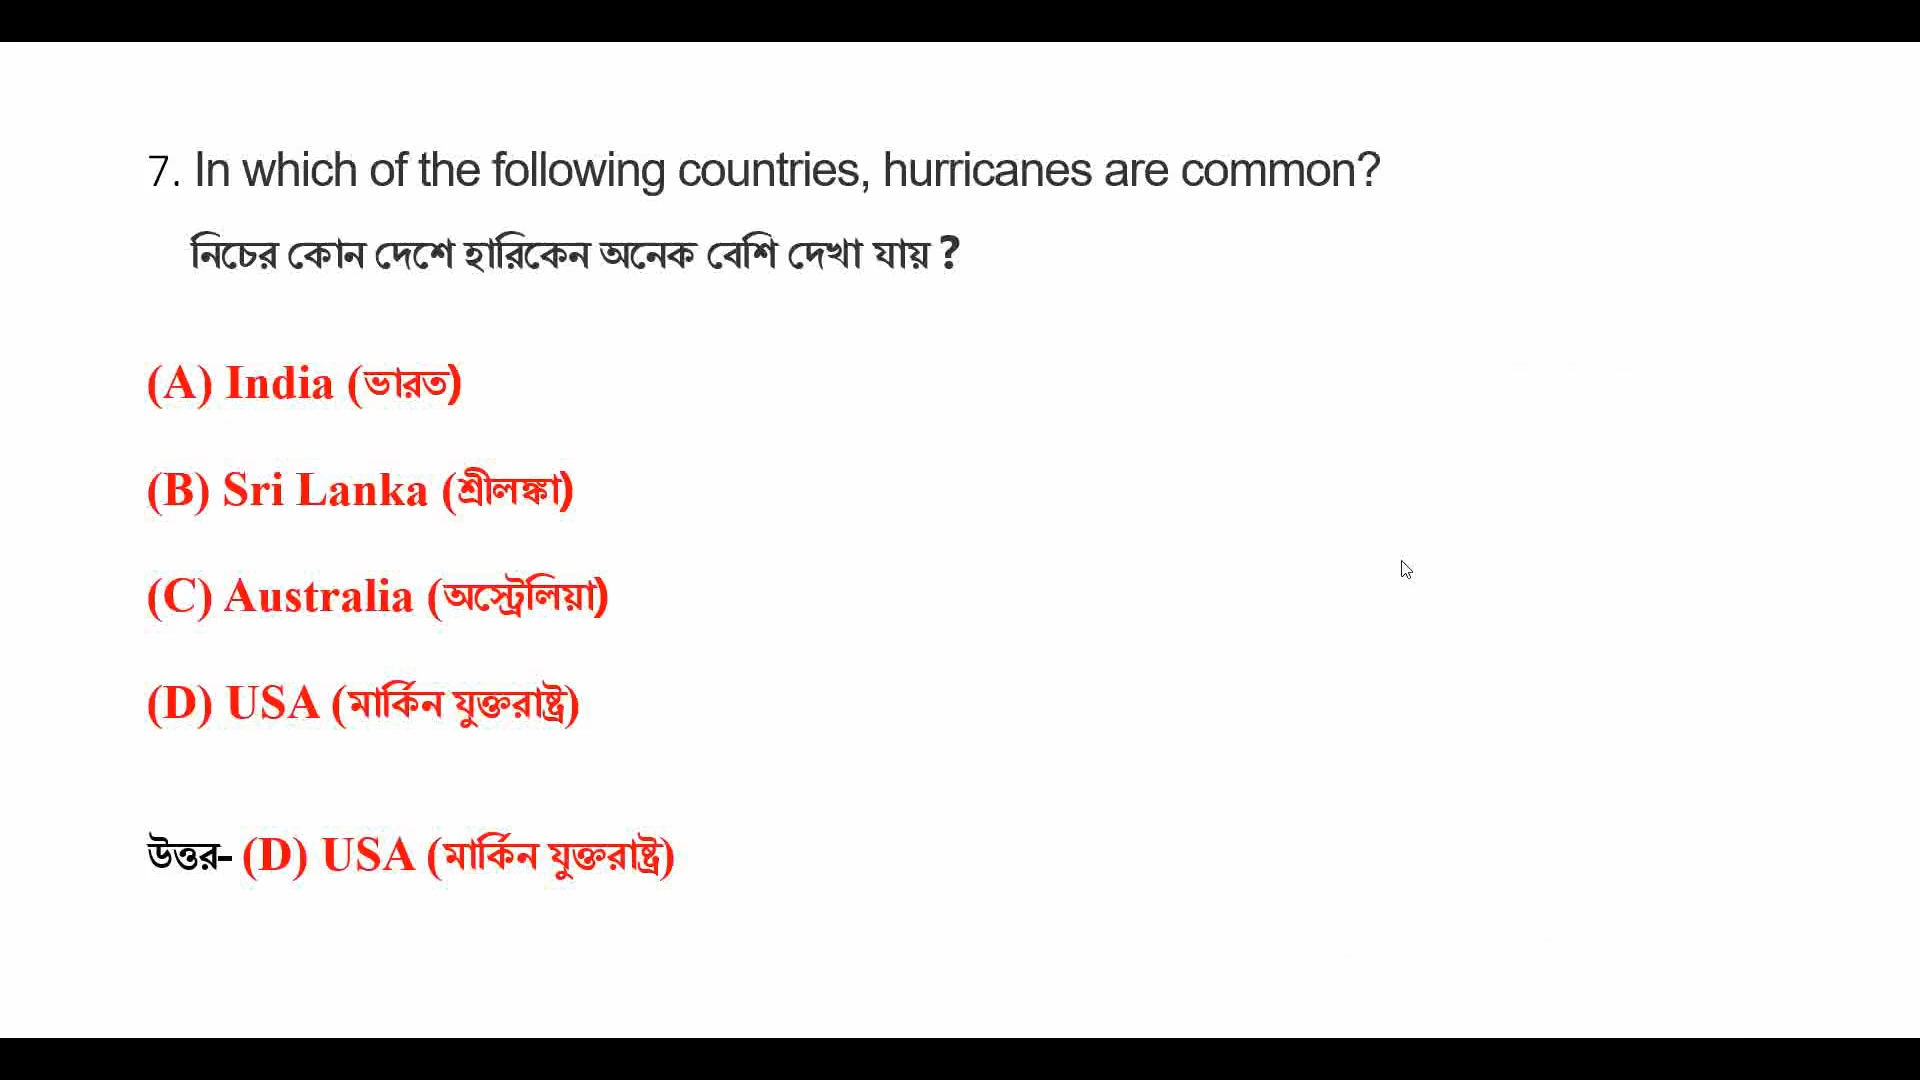 7. In which of the following countries, hurricanes are common?
নিচের কোন দেশে হারিকেন অনেক বেশি দেখা যায় ?
(A) India (ভারত)
(B) Sri Lanka (শ্রীলঙ্কা)
(C) Australia (অস্ট্রেলিয়া)
(D) USA (মার্কিন যুক্তরাষ্ট্র)
উত্তর- (D) USA (মার্কিন যুক্তরাষ্ট্র)